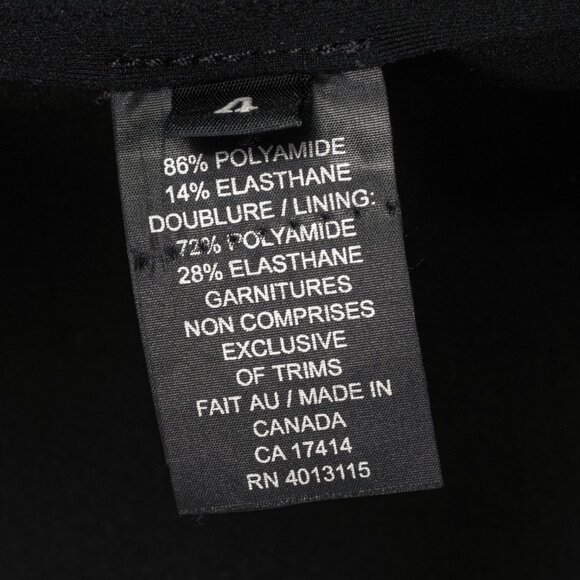 4
86% POLYAMIDE
14% ELASTHANE
DOUBLURE / LINING:
72% POLYAMIDE
28% ELASTHANE
GARNITURES
NON COMPRISES
EXCLUSIVE
OF TRIMS
FAIT AU / MADE IN
CANADA
CA 17414
RN 4013115